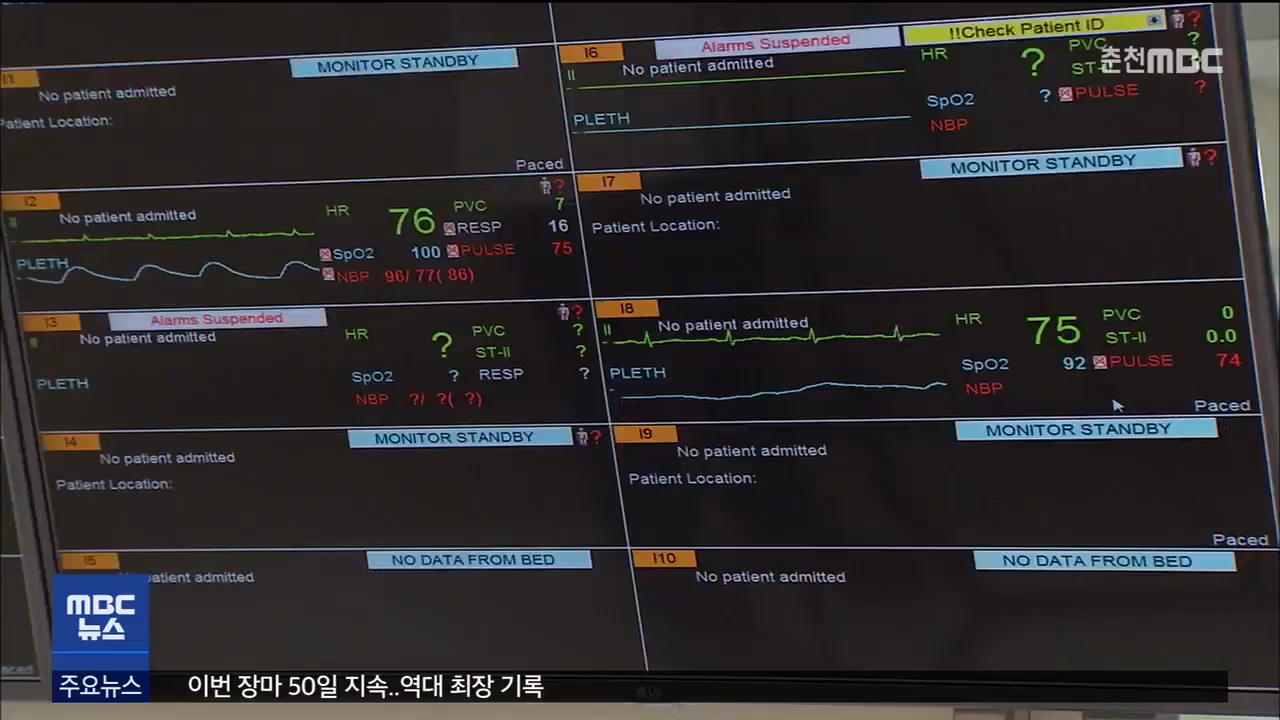 I1
MONITOR STANDBY
No patient admitted
Patient Location:
Paced
I2
No patient admitted
II
PLETH
HR 76 PVC 7
RESP 16
SpO2 100 PULSE 75
NBP 96/ 77( 86)
I3
Alarms Suspended
No patient admitted
II
PLETH
HR ? PVC ?
ST-II ?
SpO2 ? RESP ?
NBP ?/ ?( ?)
I4
MONITOR STANDBY
No patient admitted
Patient Location:
I5
NO DATA FROM BED
patient admitted
I6
Alarms Suspended
!!Check Patient ID
No patient admitted
II
PLETH
HR ? PVC ?
SpO2 ? PULSE ?
NBP
춘천MBC
I7
MONITOR STANDBY
No patient admitted
Patient Location:
I8
No patient admitted
II
PLETH
HR 75 PVC 0
ST-II 0.0
SpO2 92 PULSE 74
NBP
Paced
I9
MONITOR STANDBY
No patient admitted
Patient Location:
Paced
I10
NO DATA FROM BED
No patient admitted
MBC
뉴스
주요뉴스 이번 장마 50일 지속..역대 최장 기록